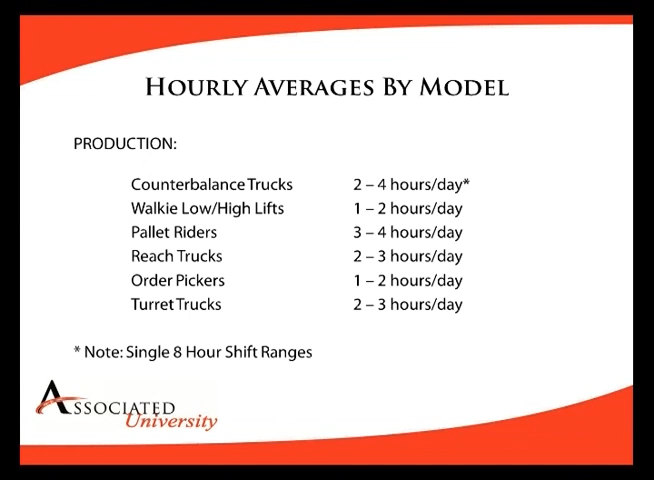 HOURLY AVERAGES BY MODEL
PRODUCTION:
Counterbalance Trucks 2 – 4 hours/day*
Walkie Low/High Lifts 1 – 2 hours/day
Pallet Riders 3 – 4 hours/day
Reach Trucks 2 – 3 hours/day
Order Pickers 1 – 2 hours/day
Turret Trucks 2 – 3 hours/day
* Note: Single 8 Hour Shift Ranges
ASSOCIATED
University